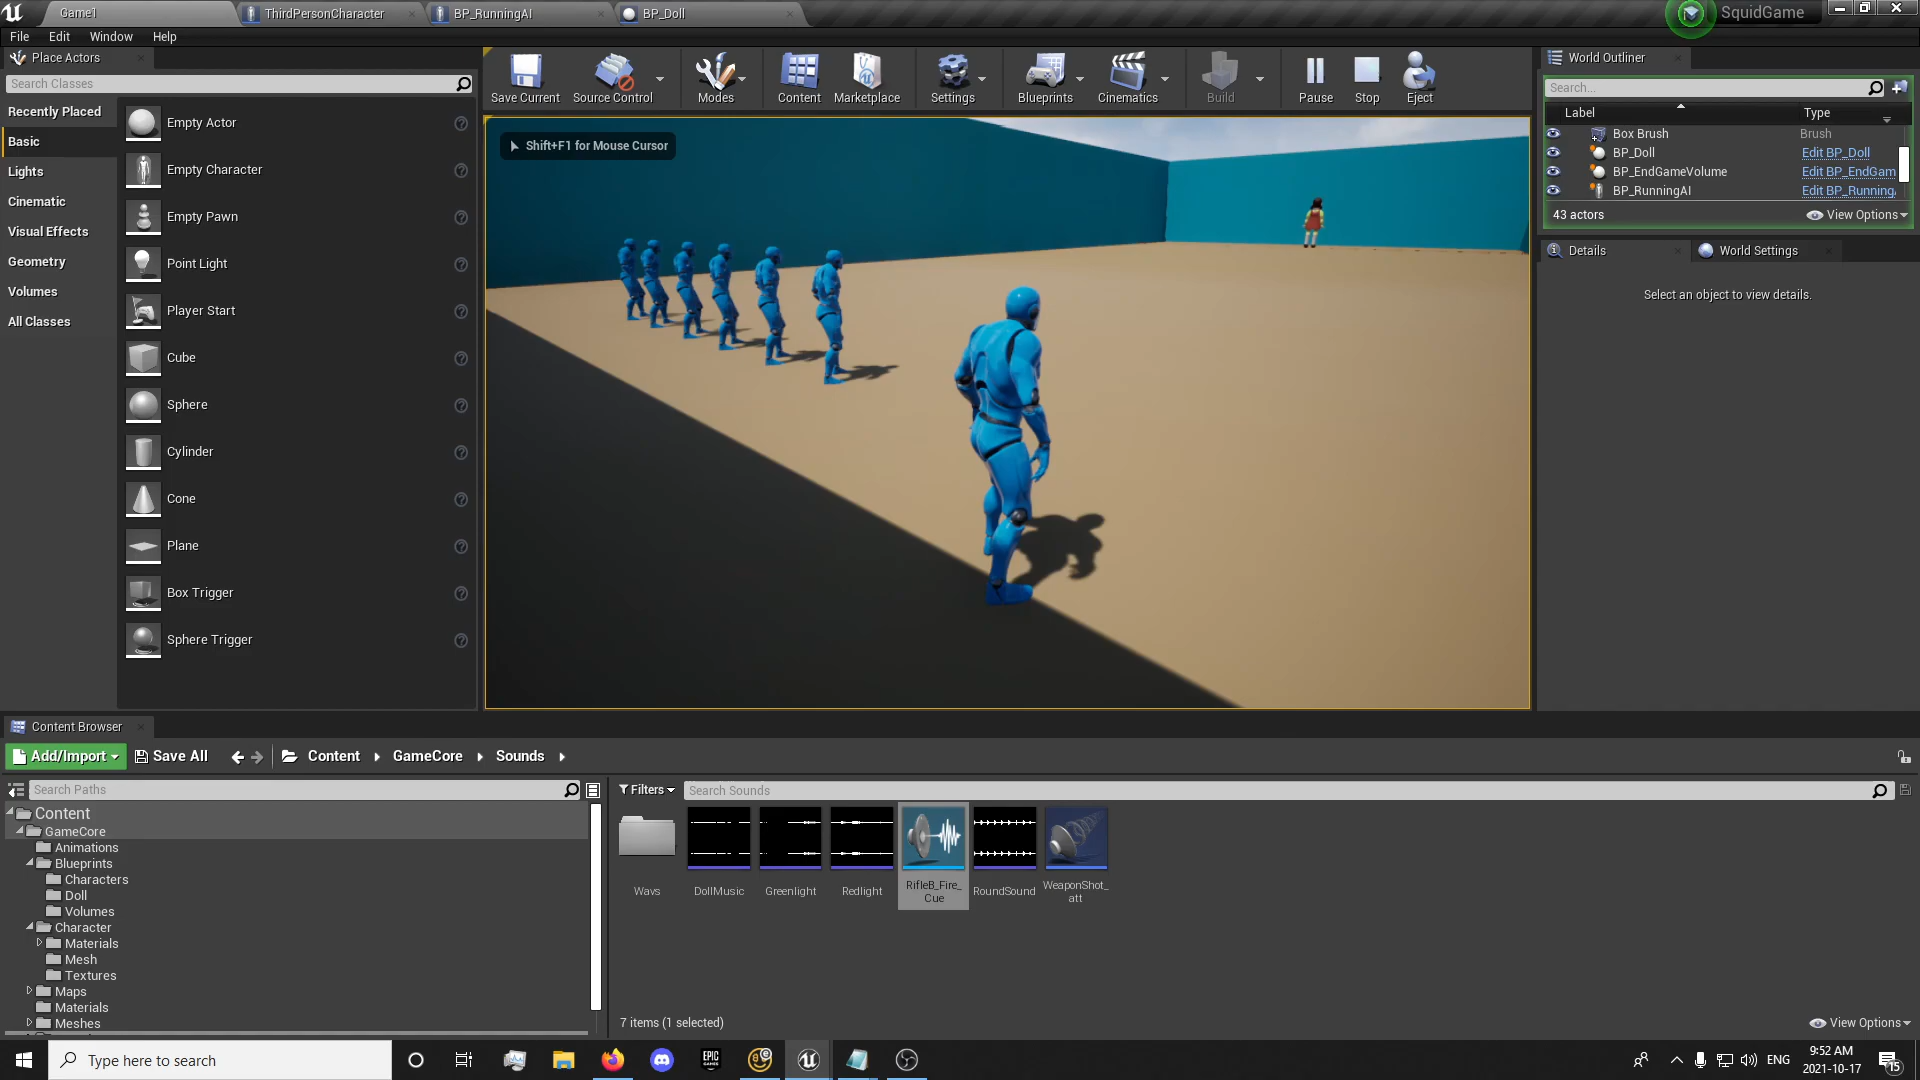 Game1
ThirdPersonCharacter
BP_RunningAI
BP_Doll
SquidGame
File
Edit
Window
Help
Place Actors
Search Classes
Recently Placed
Basic
Lights
Cinematic
Visual Effects
Geometry
Volumes
All Classes
Empty Actor
Empty Character
Empty Pawn
Point Light
Player Start
Cube
Sphere
Cylinder
Cone
Plane
Box Trigger
Sphere Trigger
Save Current
Source Control
Modes
Content
Marketplace
Settings
Blueprints
Cinematics
Build
Pause
Stop
Eject
Shift+F1 for Mouse Cursor
World Outliner
Search...
Label
Type
Box Brush
Brush
BP_Doll
Edit BP_Doll
BP_EndGameVolume
Edit BP_EndGam
BP_RunningAI
Edit BP_Running
43 actors
View Options
Details
World Settings
Select an object to view details.
Content Browser
Add/Import
Save All
Content
GameCore
Sounds
Search Paths
Content
GameCore
Animations
Blueprints
Characters
Doll
Volumes
Character
Materials
Mesh
Textures
Maps
Materials
Meshes
Filters
Search Sounds
Wavs
DollMusic
Greenlight
Redlight
RifleB_Fire_
Cue
RoundSound
WeaponShot_
att
7 items (1 selected)
View Options
Type here to search
EPIC
GAMES
ENG
9:52 AM
2021-10-17
15